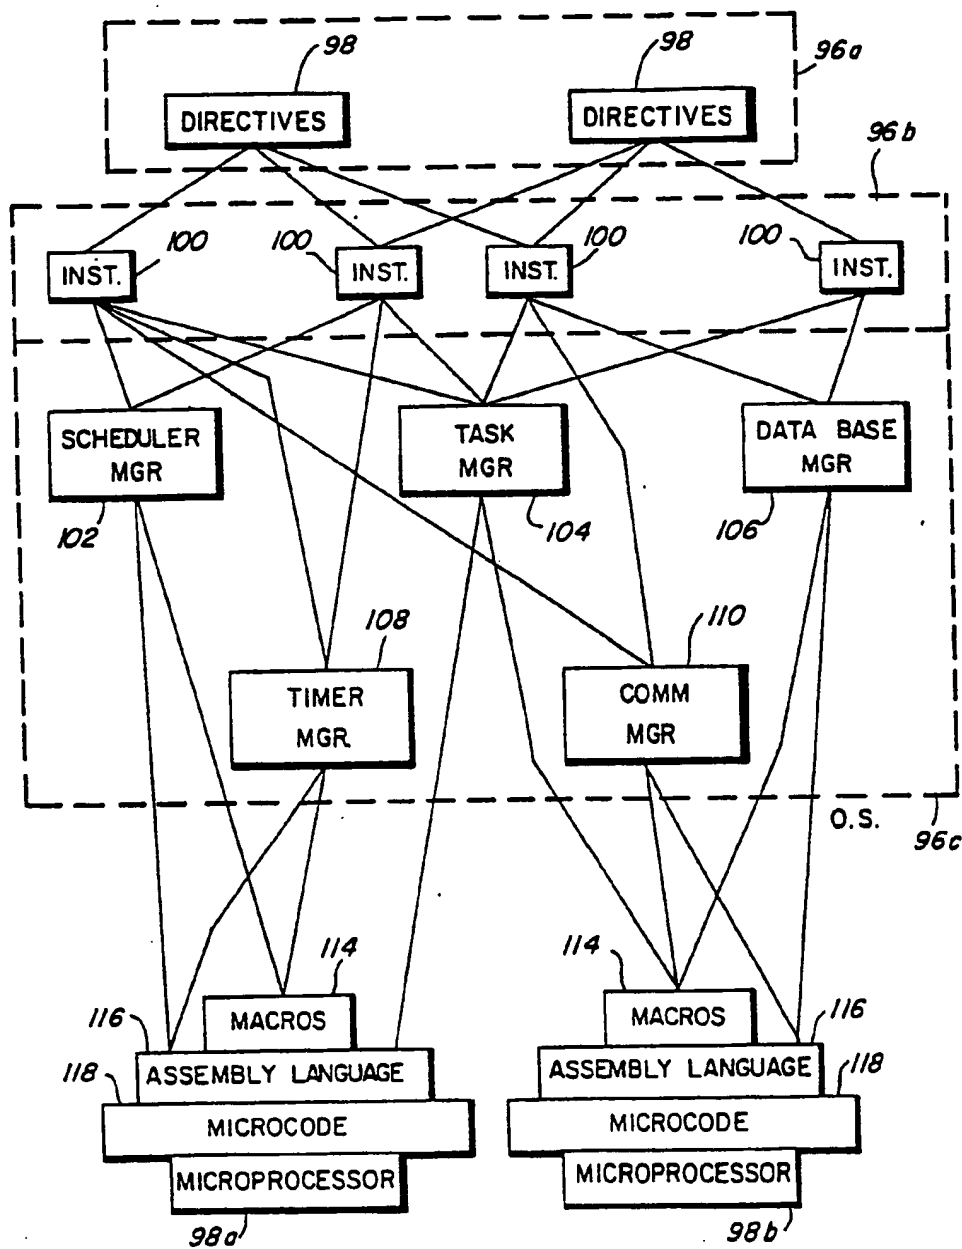 98
98
96a
DIRECTIVES
DIRECTIVES
96b
100
100
100
100
INST.
INST.
INST.
INST.
SCHEDULER
MGR
TASK
MGR
DATA BASE
MGR
102
104
106
108
110
TIMER
MGR.
COMM
MGR
O.S.
96c
114
114
116
MACROS
MACROS
116
118
ASSEMBLY LANGUAGE
ASSEMBLY LANGUAGE
118
MICROCODE
MICROCODE
MICROPROCESSOR
MICROPROCESSOR
98a
98b